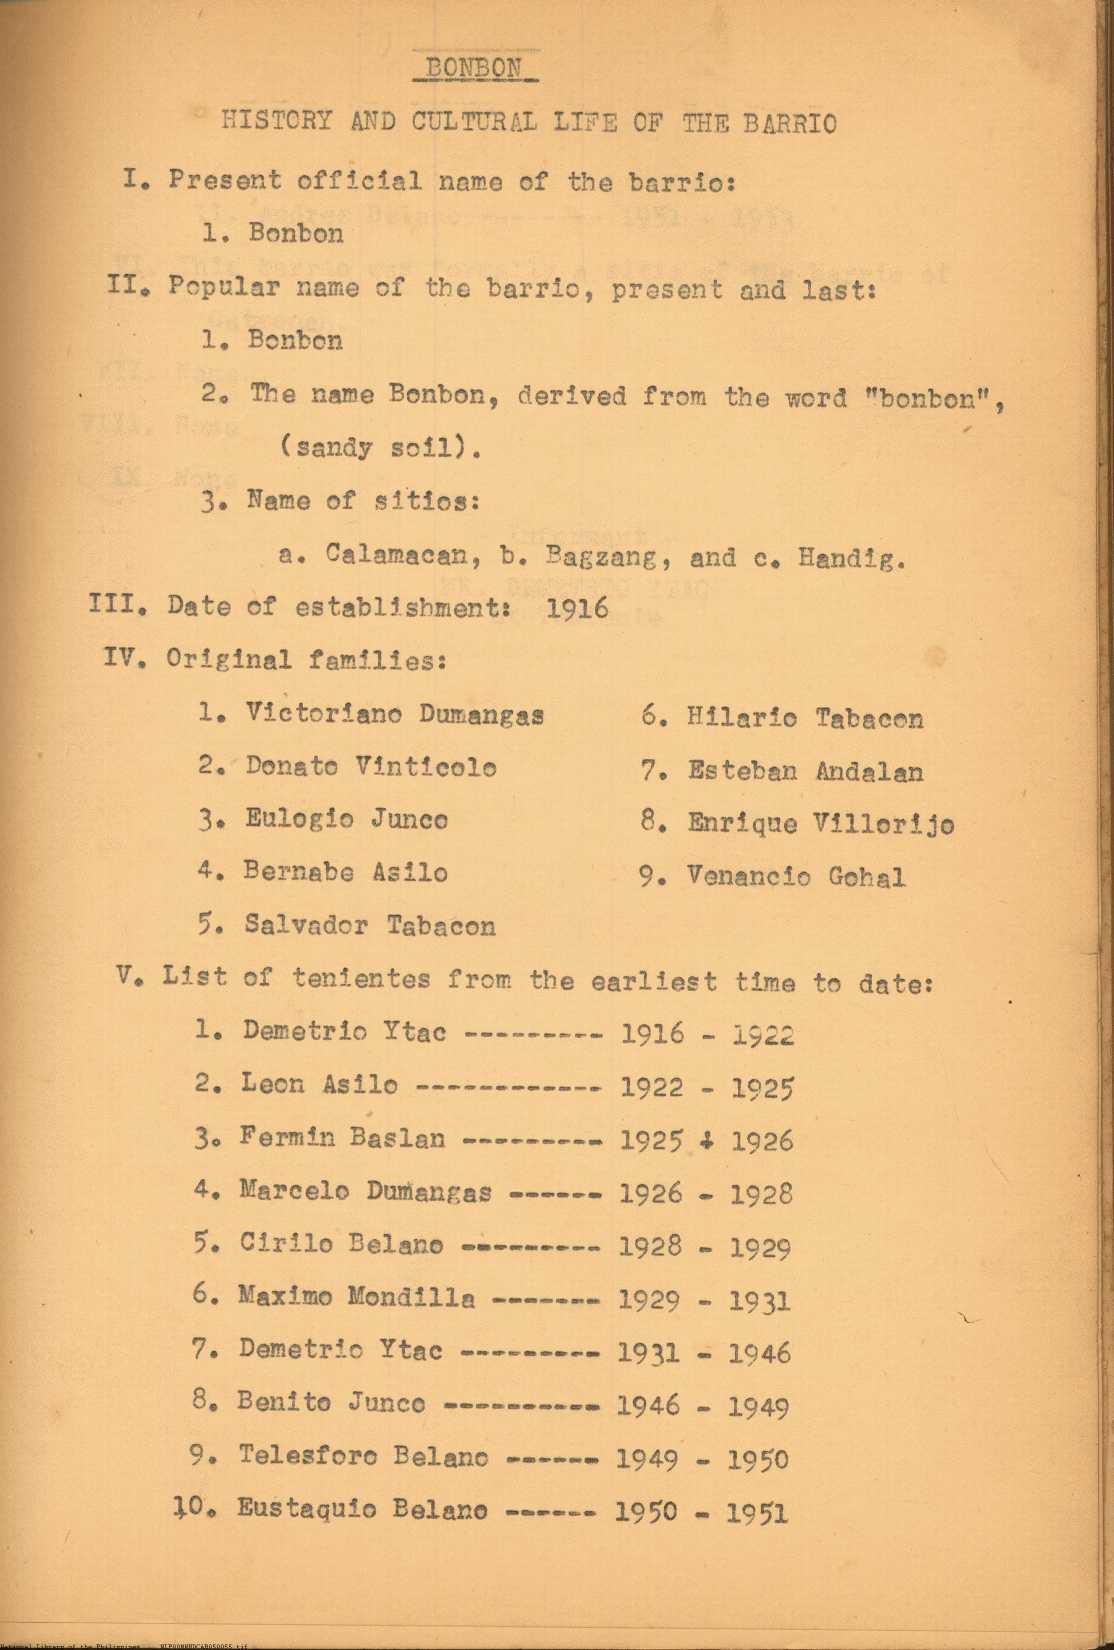 BONBON
HISTORY AND CULTURAL LIFE OF THE BARRIO
I. Present official name of the barrio:
1. Bonbon
II. Popular name of the barrio, present and last:
1. Bonbon
2. The name Bonbon, derived from the word "bonbon",
(sandy soil).
3. Name of sitios:
a. Calamacan, b. Bagzang, and c. Handig.
III. Date of establishment: 1916
IV. Original families:
1. Victoriano Dumangas
2. Donato Vinticolo
3. Eulogio Junco
4. Bernabe Asilo
5. Salvador Tabacon
6. Hilario Tabacon
7. Esteban Andalan
8. Enrique Villorijo
9. Venancio Gohal
V. List of tenientes from the earliest time to date:
1. Demetrio Ytac --------- 1916 - 1922
2. Leon Asilo ------------ 1922 - 1925
3. Fermin Baslan --------- 1925 - 1926
4. Marcelo Dumangas ------ 1926 - 1928
5. Cirilo Belano --------- 1928 - 1929
6. Maximo Mondilla ------- 1929 - 1931
7. Demetrio Ytac --------- 1931 - 1946
8. Benito Junco ---------- 1946 - 1949
9. Telesforo Belano ------ 1949 - 1950
10. Eustaquio Belano ------ 1950 - 1951
National Library of the Philippines